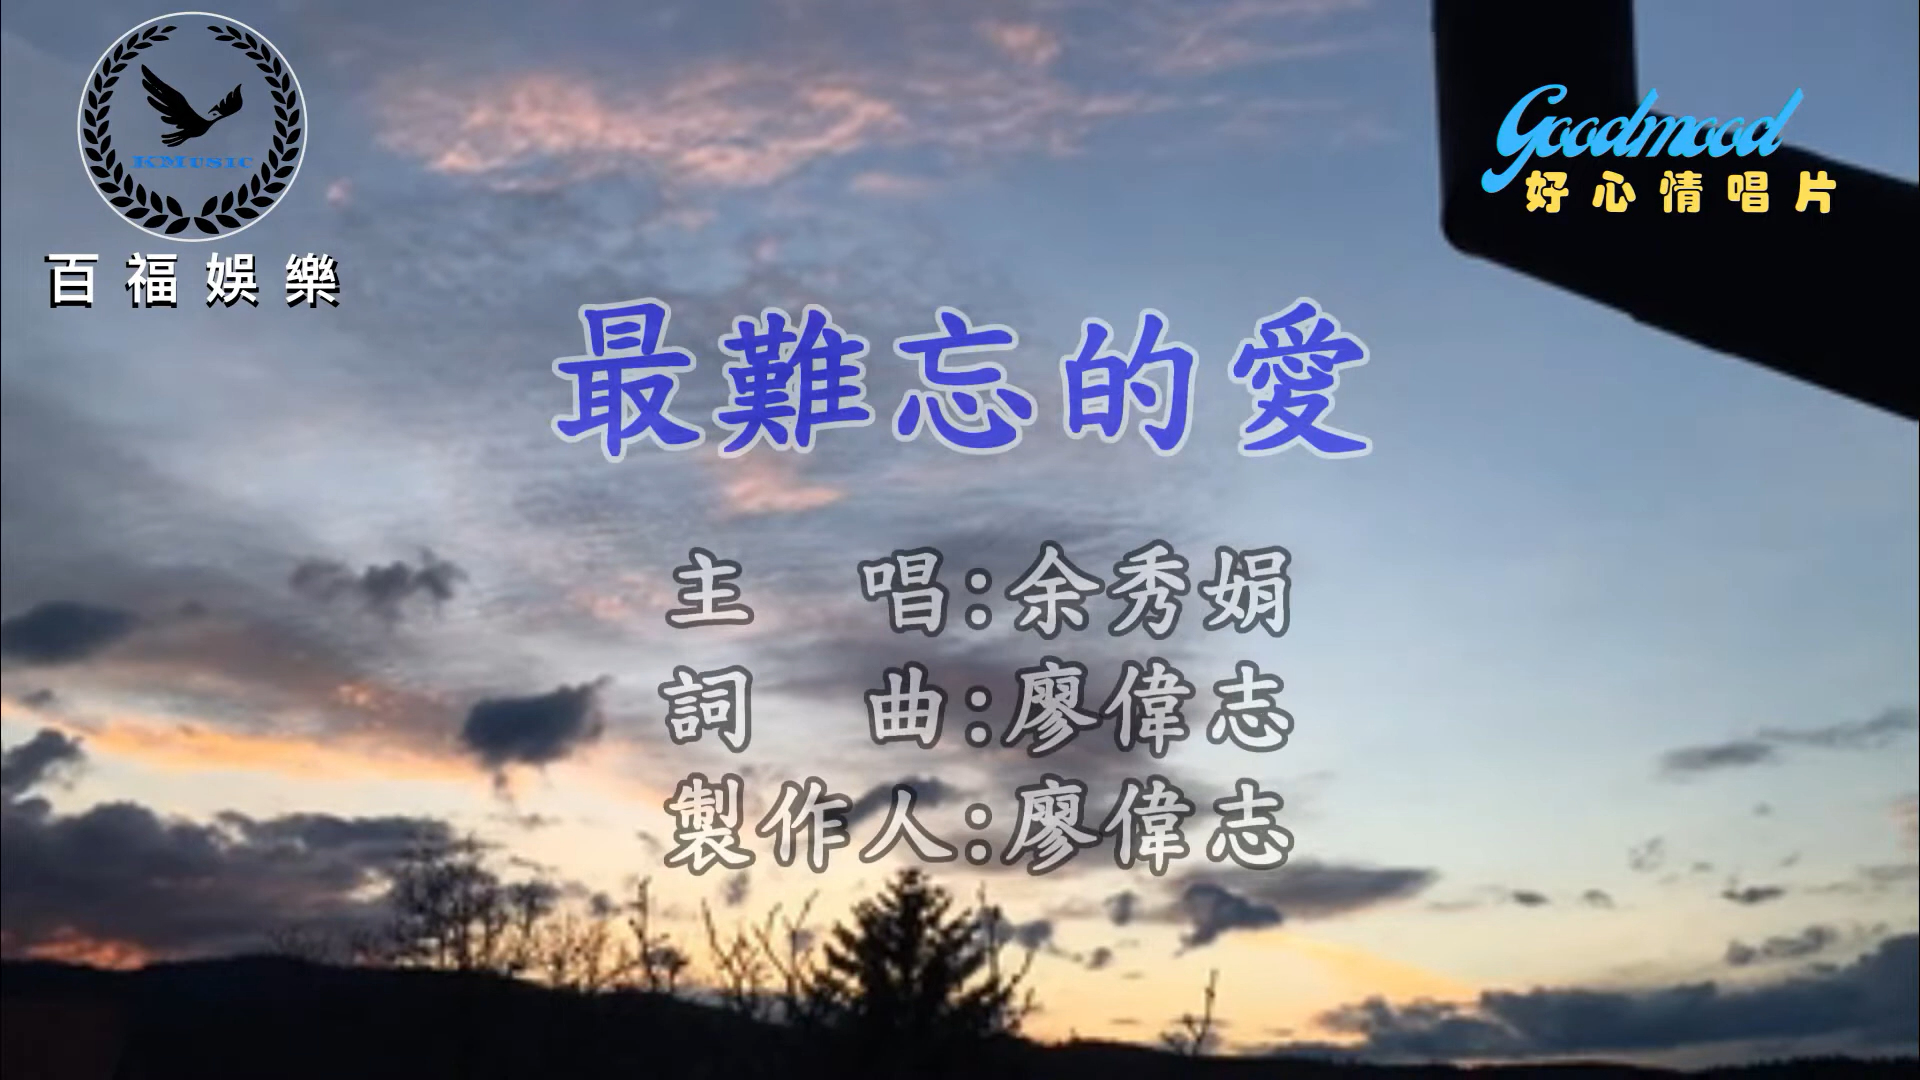 KMUSIC
百福娛樂
Goodmood
好心情唱片
最難忘的愛
主 唱:余秀娟
詞 曲:廖偉志
製作人:廖偉志